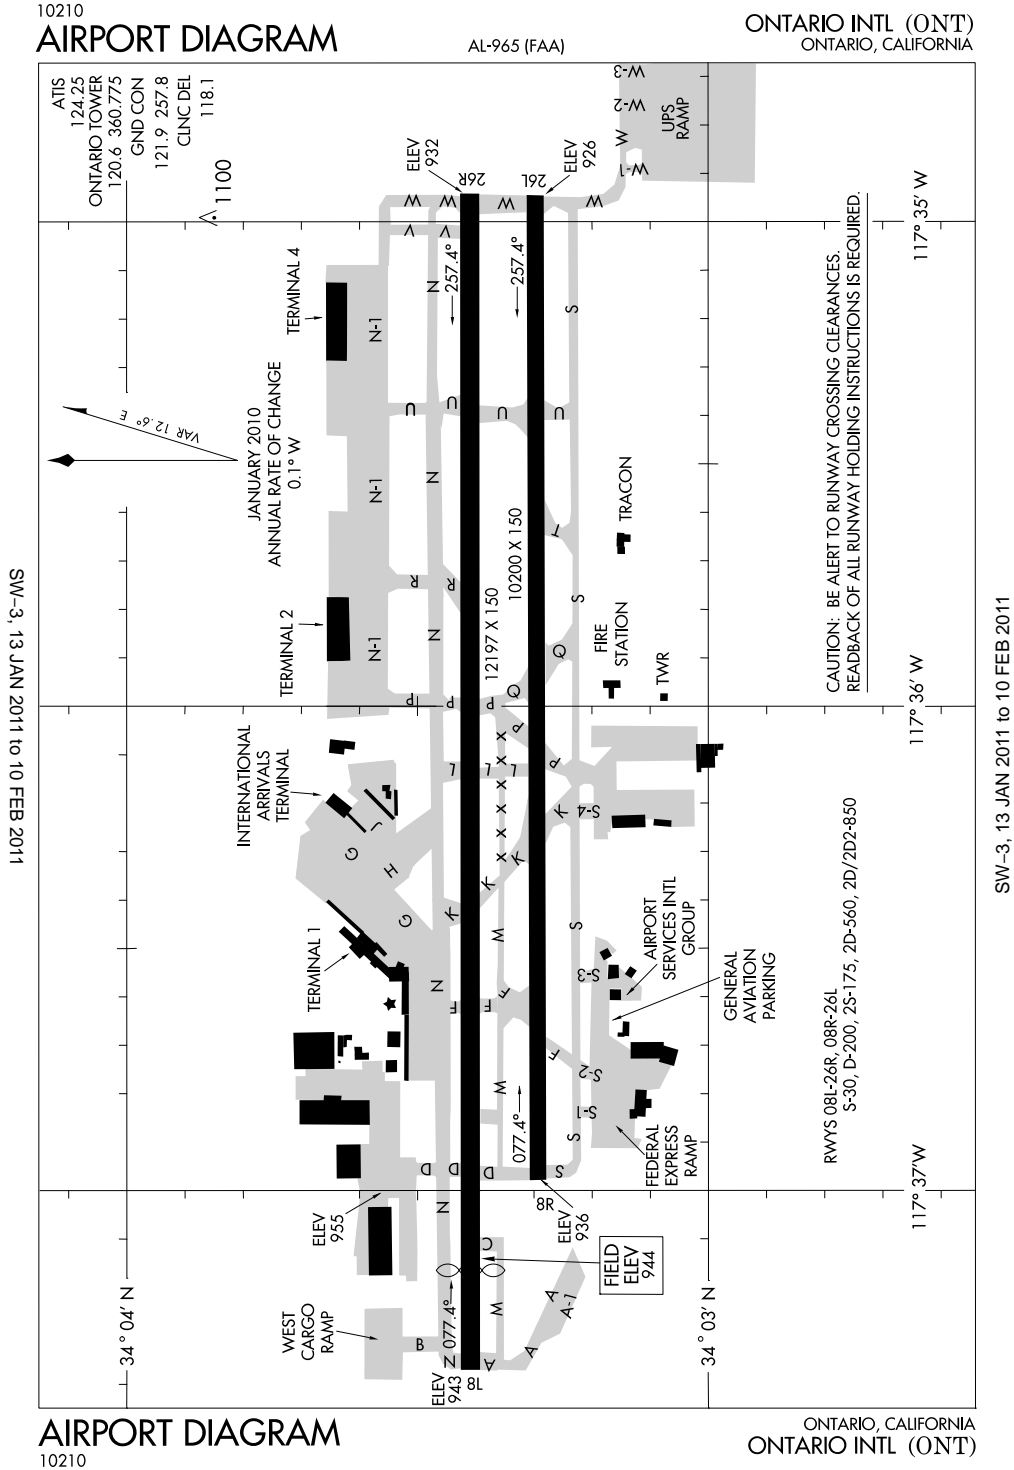 10210
AIRPORT DIAGRAM
AL-965 (FAA)
ONTARIO INTL (ONT)
ONTARIO, CALIFORNIA
ATIS
124.25
ONTARIO TOWER
120.6 360.775
GND CON
121.9 257.8
CLNC DEL
118.1
1100
ELEV
932
26R
26L
ELEV
926
W-3
W-2
W
W-1
UPS
RAMP
W
W
W
W
V
V
257.4°
257.4°
117° 35' W
TERMINAL 4
N-1
N
S
VAR 12.6° E
JANUARY 2010
ANNUAL RATE OF CHANGE
0.1° W
U
U
U
U
N-1
N
10200 X 150
T
TRACON
CAUTION: BE ALERT TO RUNWAY CROSSING CLEARANCES.
READBACK OF ALL RUNWAY HOLDING INSTRUCTIONS IS REQUIRED.
R
R
12197 X 150
S
TERMINAL 2
N-1
N
Q
Q
FIRE
STATION
TWR
P
P
P
P
P
117° 36' W
INTERNATIONAL
ARRIVALS
TERMINAL
L
L
X
X
X
X
X
X
J
G
H
G
K
K
K
K
S-4
TERMINAL 1
N
W
S
S-3
AIRPORT
SERVICES INTL
GROUP
GENERAL
AVIATION
PARKING
F
F
F
F
S-2
S-1
W
077.4°
S
S
FEDERAL
EXPRESS
RAMP
RWYS 08L-26R, 08R-26L
S-30, D-200, 2S-175, 2D-560, 2D/2D2-850
D
D
D
117° 37'W
8R
ELEV
936
ELEV
955
N
C
FIELD
ELEV
944
WEST
CARGO
RAMP
B
N
077.4°
W
A
A
A
A-1
ELEV
943
8L
34° 04' N
34° 03' N
SW–3, 13 JAN 2011 to 10 FEB 2011
SW–3, 13 JAN 2011 to 10 FEB 2011
AIRPORT DIAGRAM
10210
ONTARIO, CALIFORNIA
ONTARIO INTL (ONT)